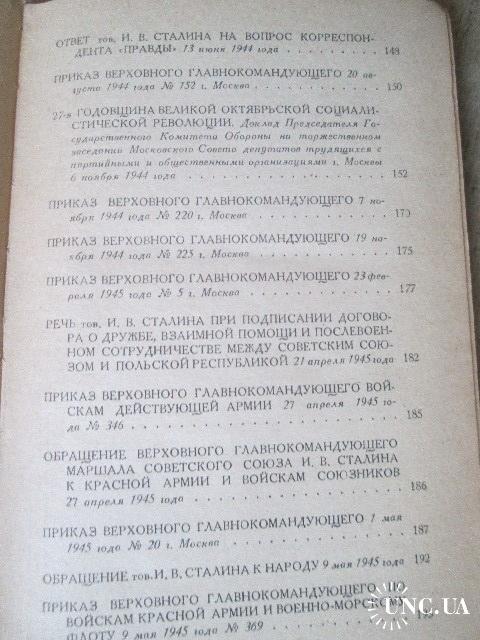 ОТВЕТ тов. И. В. СТАЛИНА НА ВОПРОС КОРРЕСПОН-
ДЕНТА «ПРАВДЫ» 13 июня 1944 года . . . . . . . . . 148
ПРИКАЗ ВЕРХОВНОГО ГЛАВНОКОМАНДУЮЩЕГО 20 ав-
густа 1944 года № 152 г. Москва . . . . . . . . . . 150
27-я ГОДОВЩИНА ВЕЛИКОЙ ОКТЯБРЬСКОЙ СОЦИАЛИ-
СТИЧЕСКОЙ РЕВОЛЮЦИИ. Доклад Председателя Го-
сударственного Комитета Обороны на торжественном
заседании Московского Совета депутатов трудящихся с
партийными и общественными организациями г. Москвы
6 ноября 1944 года . . . . . . . . . . 152
ПРИКАЗ ВЕРХОВНОГО ГЛАВНОКОМАНДУЮЩЕГО 7 но-
ября 1944 года № 220 г. Москва . . . . . . . . . . 170
ПРИКАЗ ВЕРХОВНОГО ГЛАВНОКОМАНДУЮЩЕГО 19 но-
ября 1944 года № 225 г. Москва . . . . . . . . . . 175
ПРИКАЗ ВЕРХОВНОГО ГЛАВНОКОМАНДУЮЩЕГО 23 фев-
раля 1945 года № 5 г. Москва . . . . . . . . . . 177
РЕЧЬ тов. И. В. СТАЛИНА ПРИ ПОДПИСАНИИ ДОГОВО-
РА О ДРУЖБЕ, ВЗАИМНОЙ ПОМОЩИ И ПОСЛЕВОЕН-
НОМ СОТРУДНИЧЕСТВЕ МЕЖДУ СОВЕТСКИМ СОЮ-
ЗОМ И ПОЛЬСКОЙ РЕСПУБЛИКОЙ 21 апреля 1945 года 182
ПРИКАЗ ВЕРХОВНОГО ГЛАВНОКОМАНДУЮЩЕГО ВОЙ-
СКАМ ДЕЙСТВУЮЩЕЙ АРМИИ 27 апреля 1945 го-
да № 346 . . . . . . . . . . 185
ОБРАЩЕНИЕ ВЕРХОВНОГО ГЛАВНОКОМАНДУЮЩЕГО
МАРШАЛА СОВЕТСКОГО СОЮЗА И. В. СТАЛИНА
К КРАСНОЙ АРМИИ И ВОЙСКАМ СОЮЗНИКОВ
27 апреля 1945 года . . . . . . . . . . 186
ПРИКАЗ ВЕРХОВНОГО ГЛАВНОКОМАНДУЮЩЕГО 1 мая
1945 года № 20 г. Москва . . . . . . . . . . 187
ОБРАЩЕНИЕ тов. И. В. СТАЛИНА К НАРОДУ 9 мая 1945 года 192
ПРИКАЗ ВЕРХОВНОГО ГЛАВНОКОМАНДУЮЩЕГО ПО
ВОЙСКАМ КРАСНОЙ АРМИИ И ВОЕННО-МОРСКОМУ
ФЛОТУ 9 мая 1945 года № 369 . . . . . .
UNC.UA